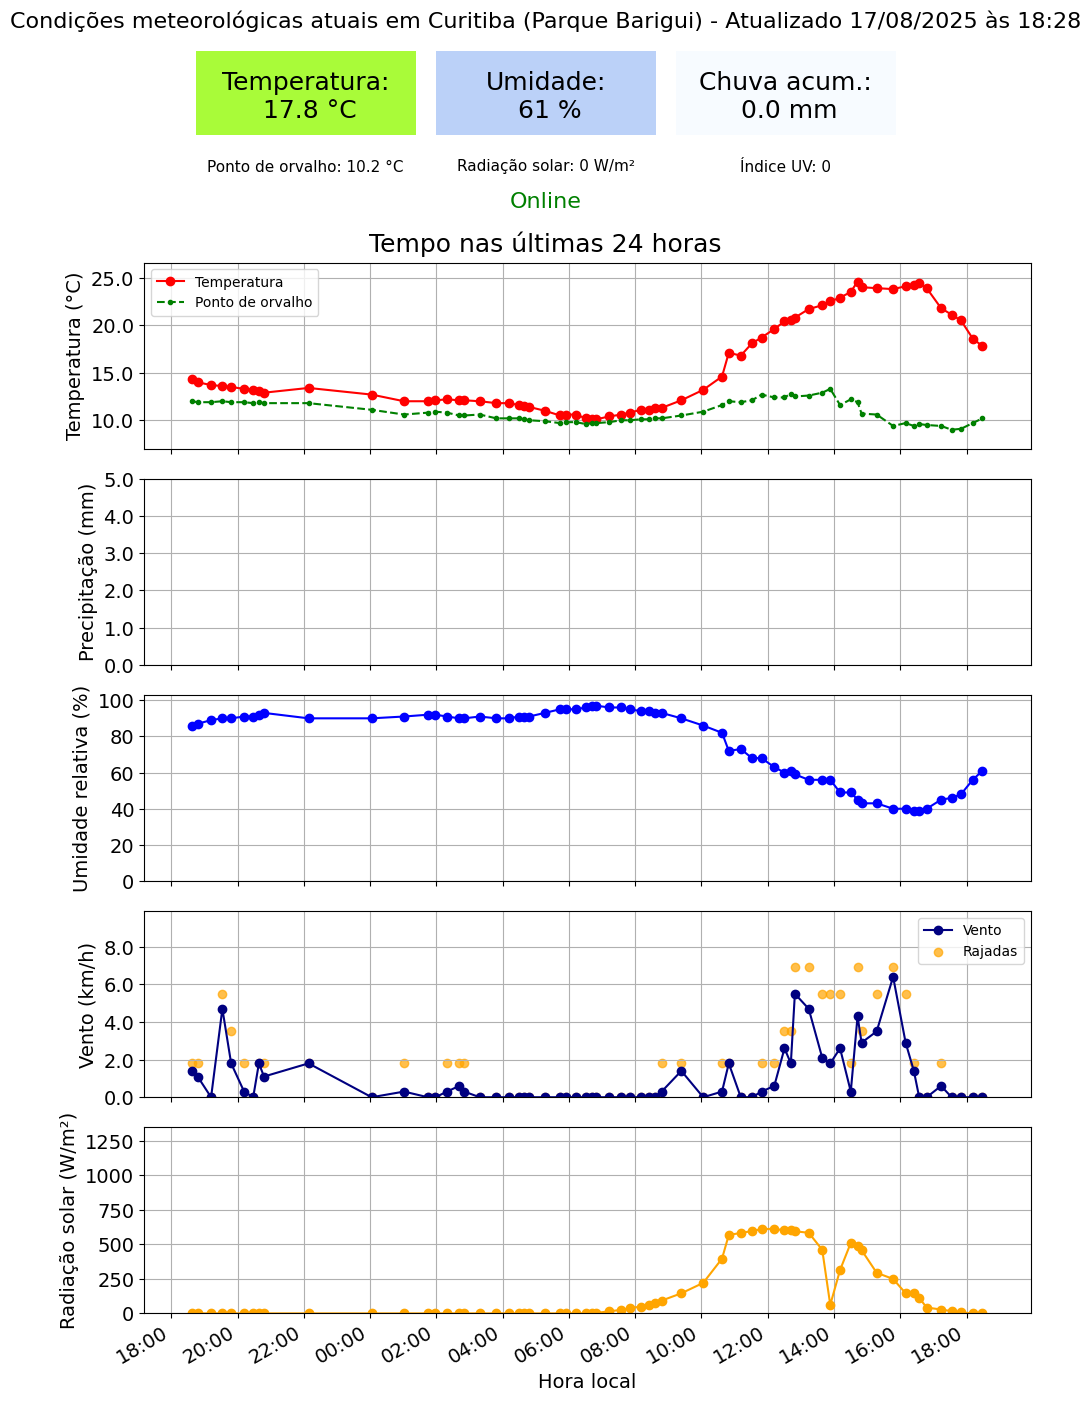 Condições meteorológicas atuais em Curitiba (Parque Barigui) - Atualizado 17/08/2025 às 18:28
Temperatura:
17.8 °C
Umidade:
61 %
Chuva acum.:
0.0 mm
Ponto de orvalho: 10.2 °C
Radiação solar: 0 W/m²
Índice UV: 0
Online
Tempo nas últimas 24 horas
Temperatura (°C)
25.0
20.0
15.0
10.0
Temperatura
Ponto de orvalho
Precipitação (mm)
5.0
4.0
3.0
2.0
1.0
0.0
Umidade relativa (%)
100
80
60
40
20
0
Vento (km/h)
8.0
6.0
4.0
2.0
0.0
Vento
Rajadas
Radiação solar (W/m²)
1250
1000
750
500
250
0
18:00
20:00
22:00
00:00
02:00
04:00
06:00
08:00
10:00
12:00
14:00
16:00
18:00
Hora local